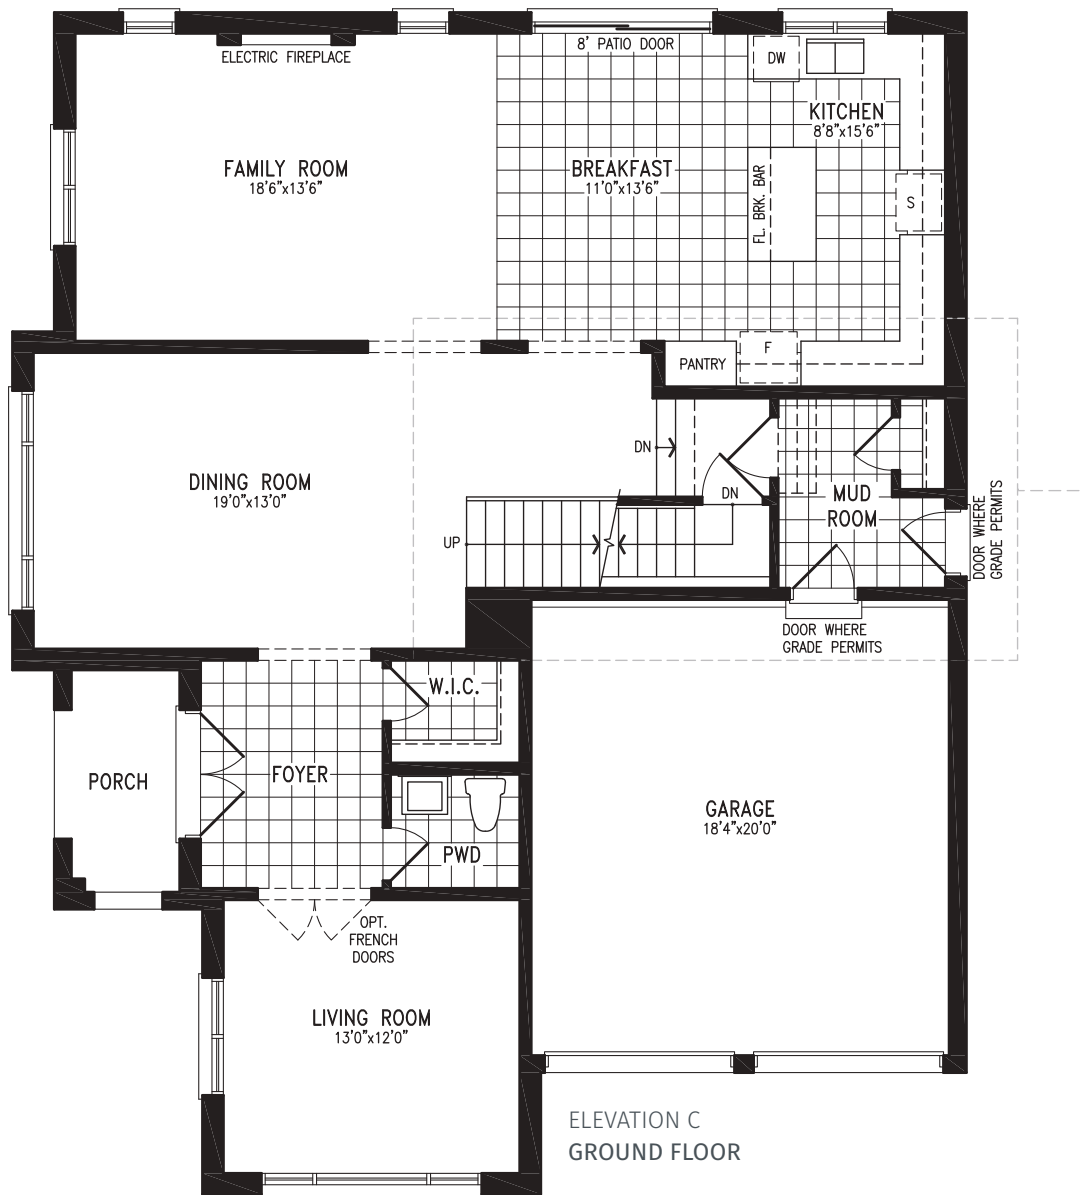 ELECTRIC FIREPLACE
8' PATIO DOOR
DW
KITCHEN
8'8"x15'6"
FAMILY ROOM
18'6"x13'6"
BREAKFAST
11'0"x13'6"
FL. BRK. BAR
S
PANTRY
F
DINING ROOM
19'0"x13'0"
DN
DN
UP
MUD
ROOM
DOOR WHERE
GRADE PERMITS
DOOR WHERE
GRADE PERMITS
W.I.C.
PORCH
FOYER
PWD
GARAGE
18'4"x20'0"
OPT.
FRENCH
DOORS
LIVING ROOM
13'0"x12'0"
ELEVATION C
GROUND FLOOR